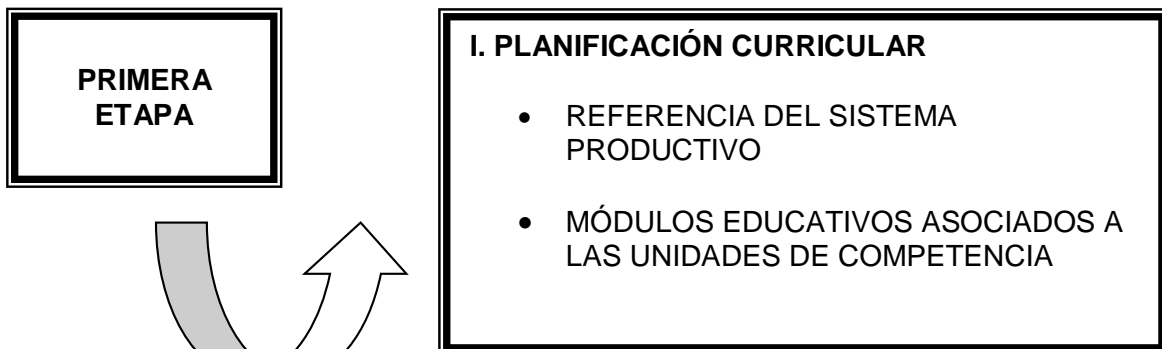 PRIMERA
ETAPA
I. PLANIFICACIÓN CURRICULAR
• REFERENCIA DEL SISTEMA
PRODUCTIVO
• MÓDULOS EDUCATIVOS ASOCIADOS A
LAS UNIDADES DE COMPETENCIA